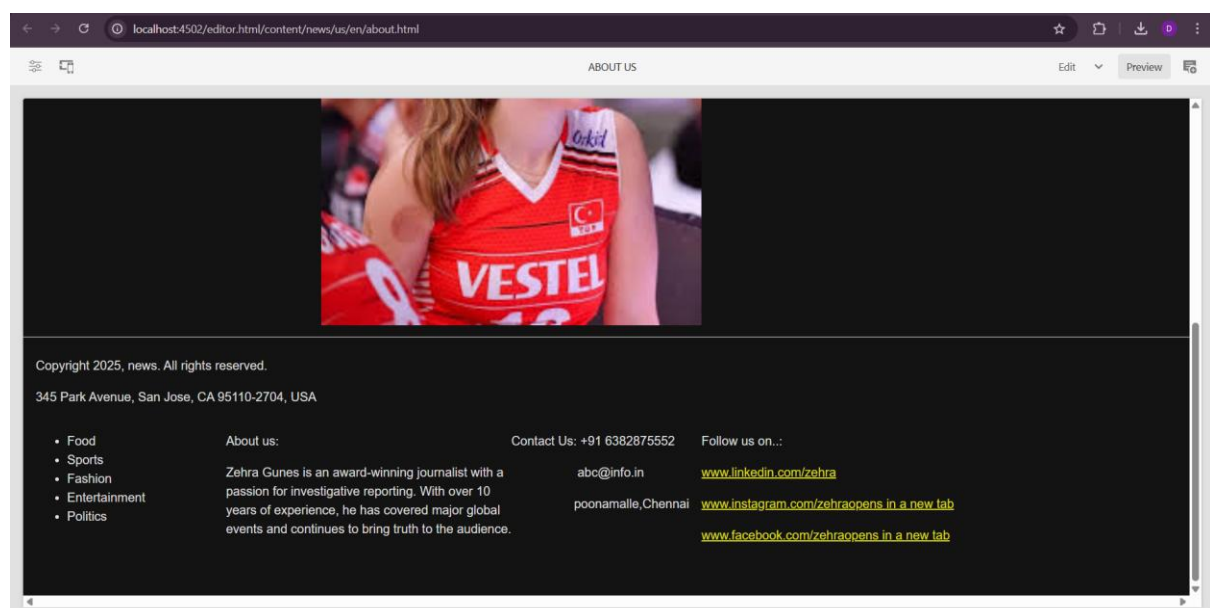 localhost:4502/editor.html/content/news/us/en/about.html
D
ABOUT US
Edit
Preview
Orkid
TUR
VESTEL
Copyright 2025, news. All rights reserved.
345 Park Avenue, San Jose, CA 95110-2704, USA
• Food
• Sports
• Fashion
• Entertainment
• Politics
About us:
Zehra Gunes is an award-winning journalist with a
passion for investigative reporting. With over 10
years of experience, he has covered major global
events and continues to bring truth to the audience.
Contact Us: +91 6382875552
abc@info.in
poonamalle,Chennai
Follow us on..:
www.linkedin.com/zehra
www.instagram.com/zehraopens in a new tab
www.facebook.com/zehraopens in a new tab